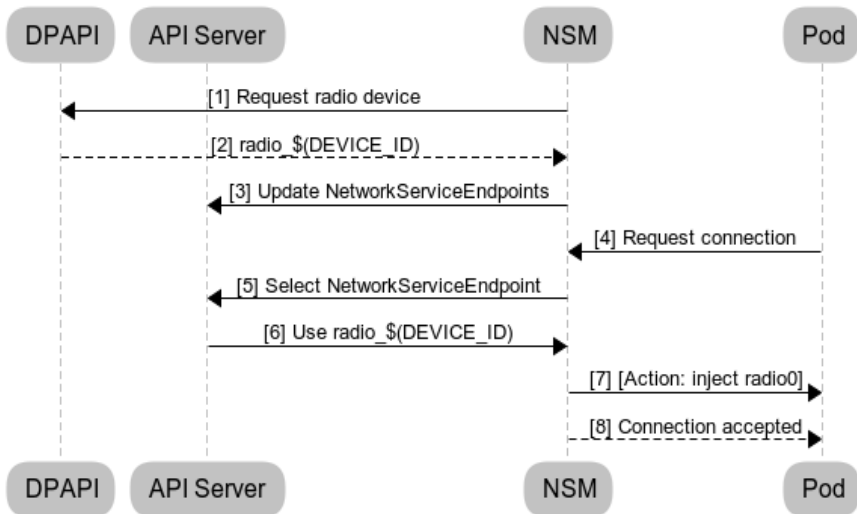 DPAPI API Server NSM Pod
[1] Request radio device
[2] radio_$(DEVICE_ID)
[3] Update NetworkServiceEndpoints
[4] Request connection
[5] Select NetworkServiceEndpoint
[6] Use radio_$(DEVICE_ID)
[7] [Action: inject radio0]
[8] Connection accepted
DPAPI API Server NSM Pod